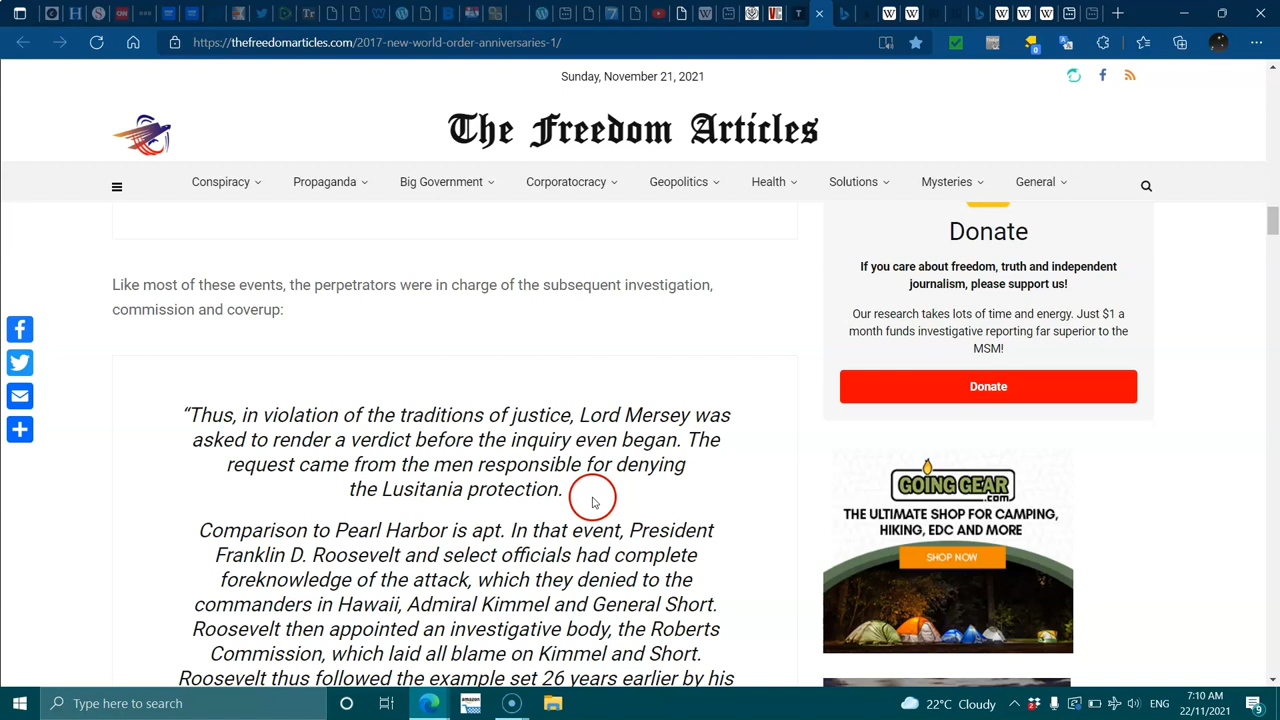 https://thefreedomarticles.com/2017-new-world-order-anniversaries-1/
Sunday, November 21, 2021
The Freedom Articles
Conspiracy
Propaganda
Big Government
Corporatocracy
Geopolitics
Health
Solutions
Mysteries
General
Like most of these events, the perpetrators were in charge of the subsequent investigation,
commission and coverup:
“Thus, in violation of the traditions of justice, Lord Mersey was
asked to render a verdict before the inquiry even began. The
request came from the men responsible for denying
the Lusitania protection.
Comparison to Pearl Harbor is apt. In that event, President
Franklin D. Roosevelt and select officials had complete
foreknowledge of the attack, which they denied to the
commanders in Hawaii, Admiral Kimmel and General Short.
Roosevelt then appointed an investigative body, the Roberts
Commission, which laid all blame on Kimmel and Short.
Roosevelt thus followed the example set 26 years earlier by his
Donate
If you care about freedom, truth and independent
journalism, please support us!
Our research takes lots of time and energy. Just $1 a
month funds investigative reporting far superior to the
MSM!
Donate
GOING GEAR
.COM
THE ULTIMATE SHOP FOR CAMPING,
HIKING, EDC AND MORE
SHOP NOW
Type here to search
amazon
22°C Cloudy
ENG
7:10 AM
22/11/2021